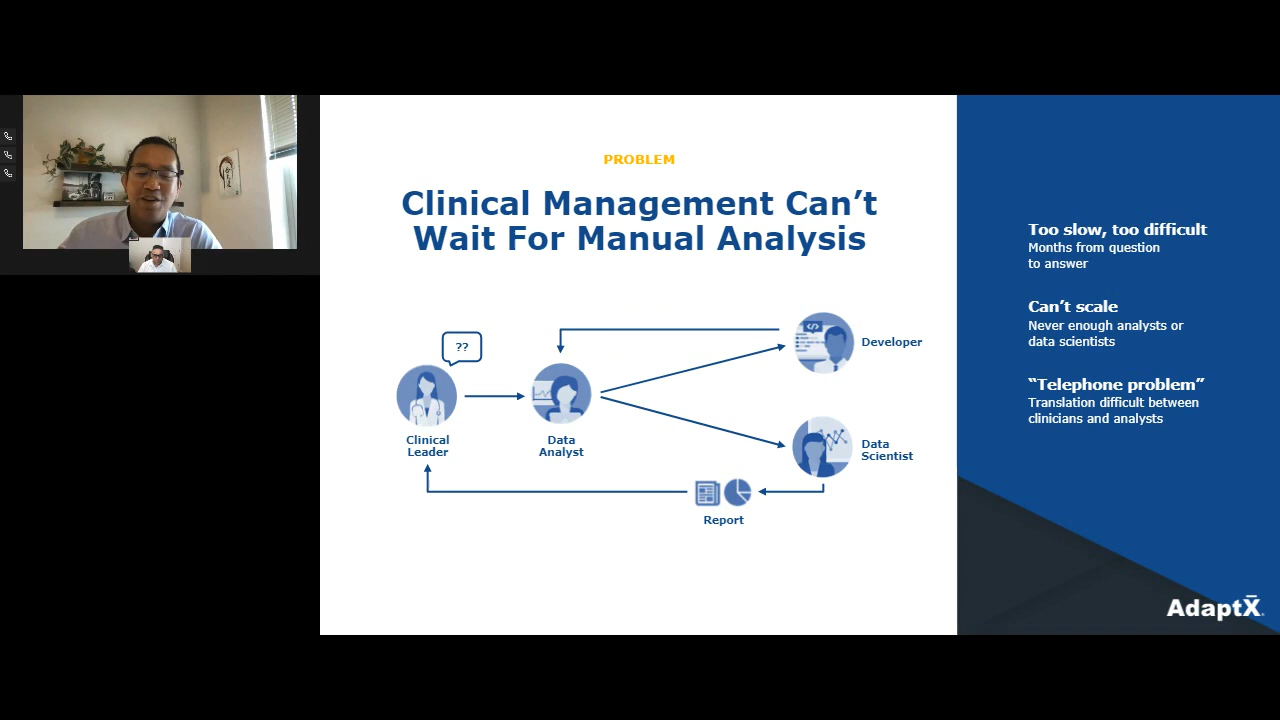 PROBLEM
Clinical Management Can’t
Wait For Manual Analysis
??
Clinical
Leader
Data
Analyst
Developer
Data
Scientist
Report
Too slow, too difficult
Months from question
to answer
Can’t scale
Never enough analysts or
data scientists
“Telephone problem”
Translation difficult between
clinicians and analysts
AdaptX